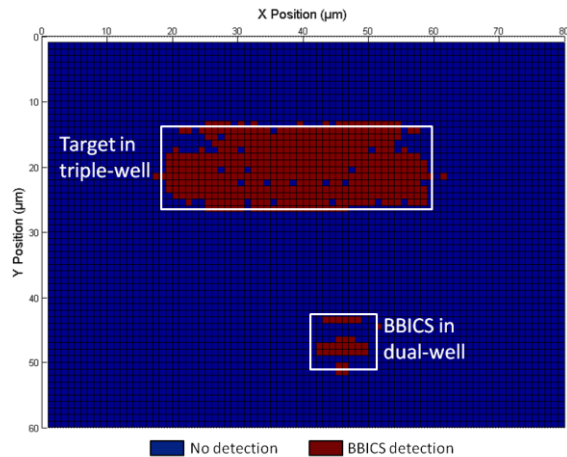 X Position (µm)
0 10 20 30 40 50 60 70 80
Y Position (µm)
0
10
20
30
40
50
60
Target in
triple-well
BBICS in
dual-well
No detection
BBICS detection